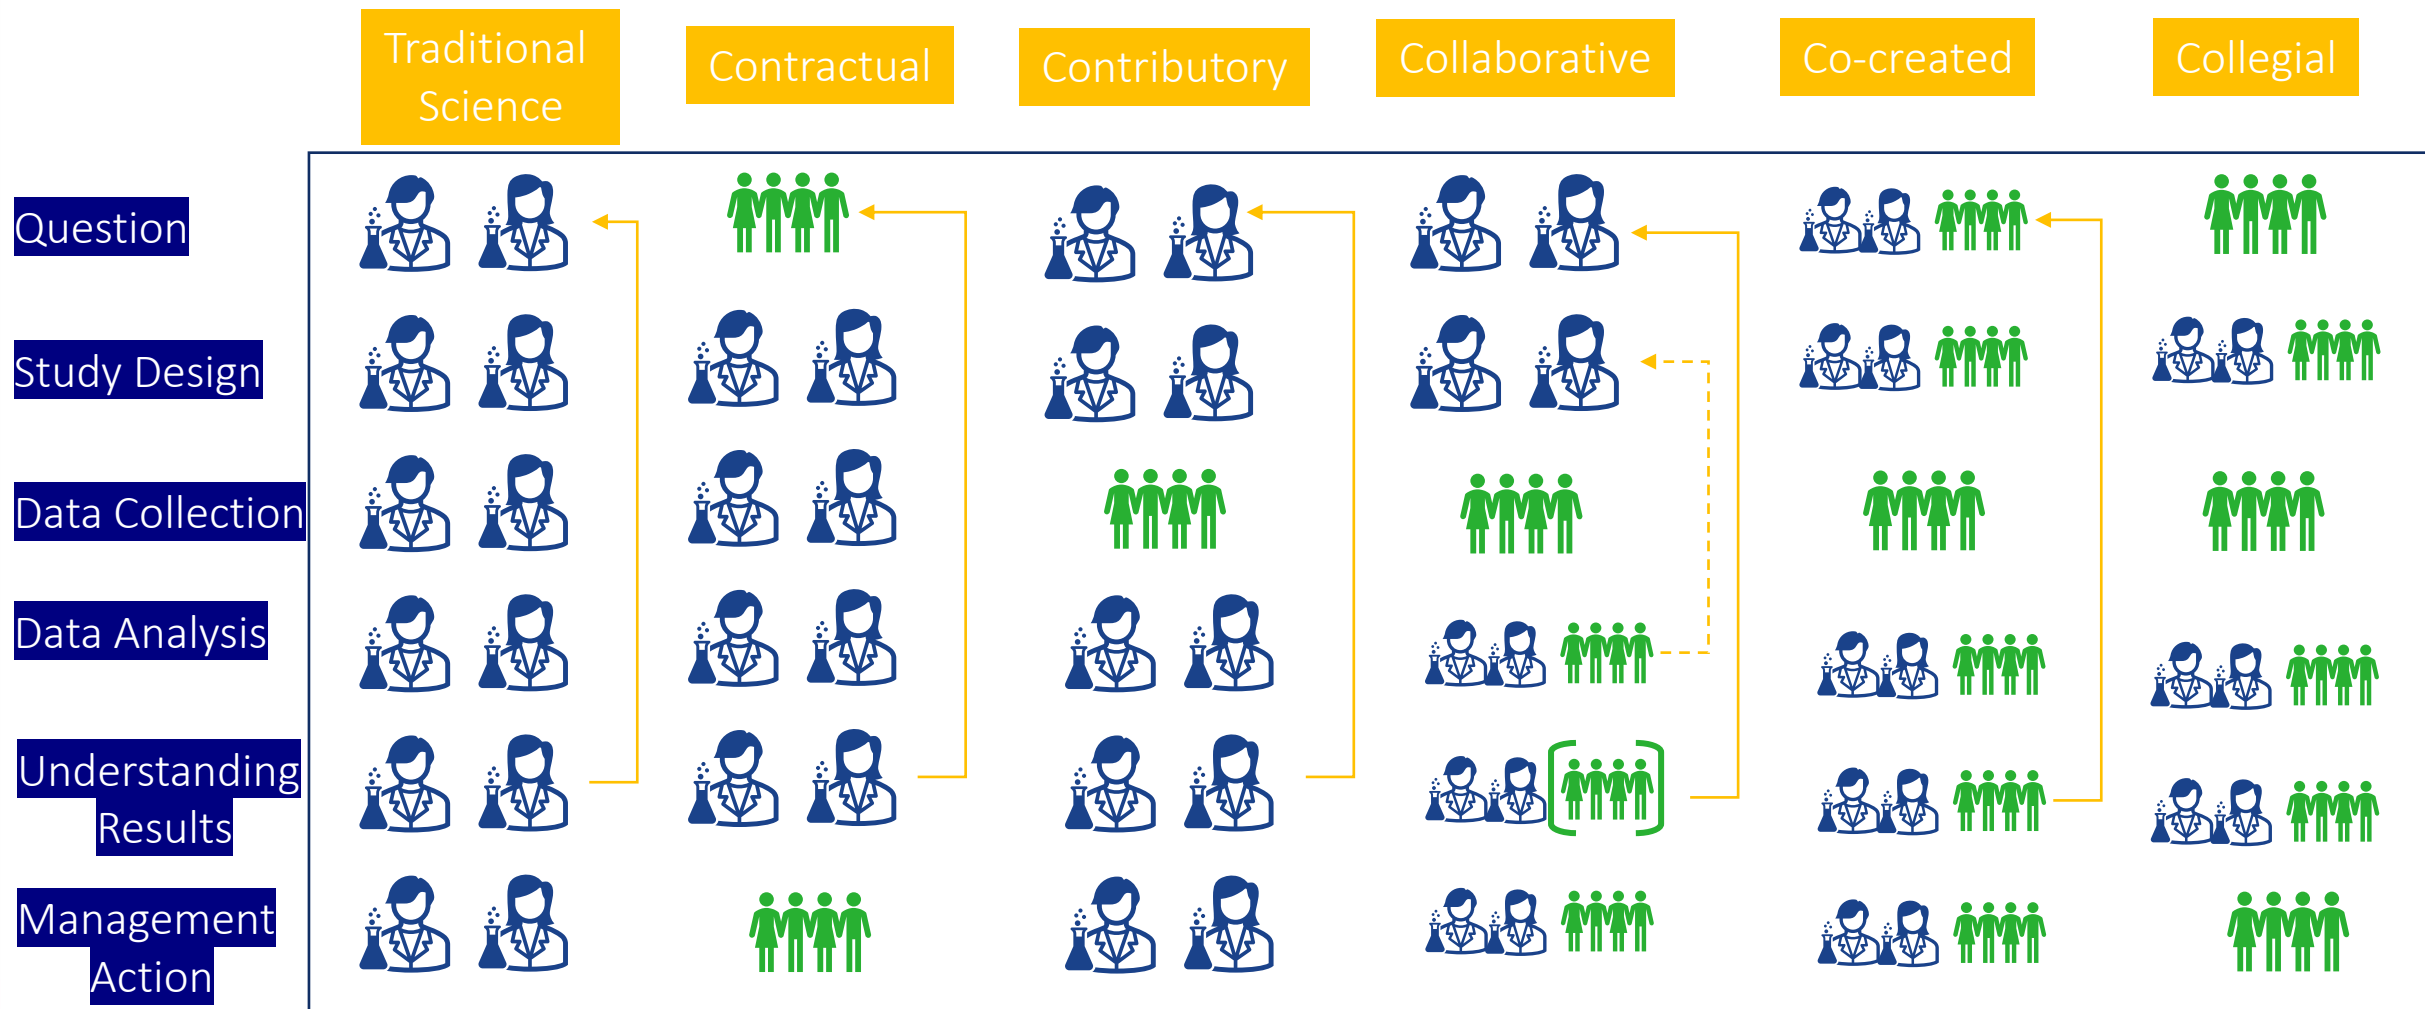 Traditional
Science
Contractual
Contributory
Collaborative
Co-created
Collegial
Question
Study Design
Data Collection
Data Analysis
Understanding
Results
Management
Action